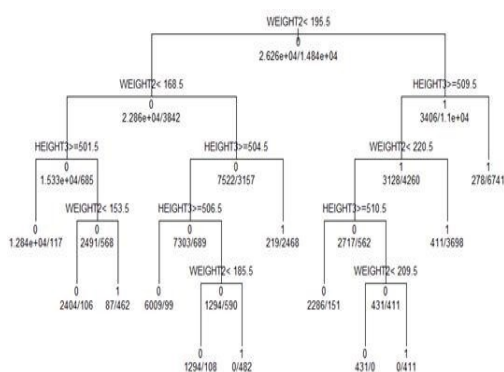 WEIGHT2< 195.5
0
2.626e+04/1.484e+04
WEIGHT2< 168.5
0
2.286e+04/3842
HEIGHT3>=509.5
1
3406/1.1e+04
HEIGHT3>=501.5
0
1.533e+04/685
HEIGHT3>=504.5
0
7522/3157
WEIGHT2< 220.5
1
3128/4260
1
278/6741
0
1.284e+04/117
WEIGHT2< 153.5
0
2491/568
HEIGHT3>=506.5
0
7303/689
1
219/2468
HEIGHT3>=510.5
0
2717/562
1
411/3698
0
2404/106
1
87/462
0
6009/99
WEIGHT2< 185.5
0
1294/590
0
2286/151
WEIGHT2< 209.5
0
431/411
0
1294/108
1
0/482
0
431/0
1
0/411